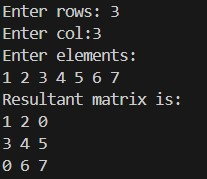 Enter rows: 3
Enter col:3
Enter elements:
1 2 3 4 5 6 7
Resultant matrix is:
1 2 0
3 4 5
0 6 7